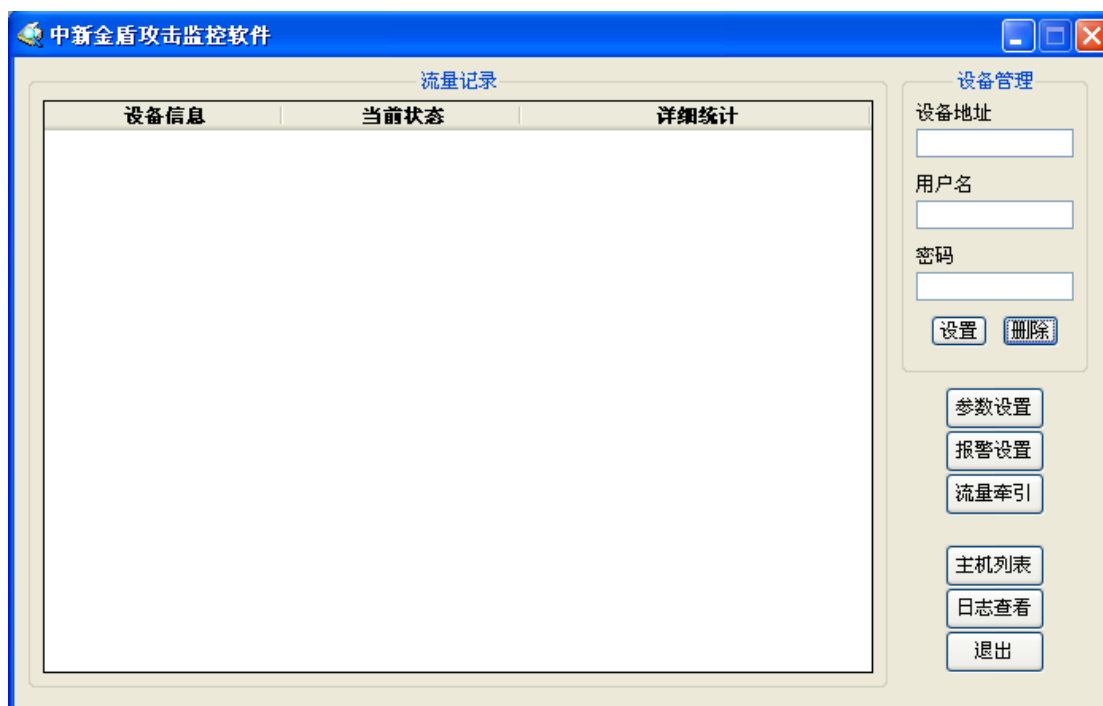 中新金盾攻击监控软件
流量记录
设备信息 当前状态 详细统计
设备管理
设备地址
用户名
密码
设置 删除
参数设置
报警设置
流量牵引
主机列表
日志查看
退出